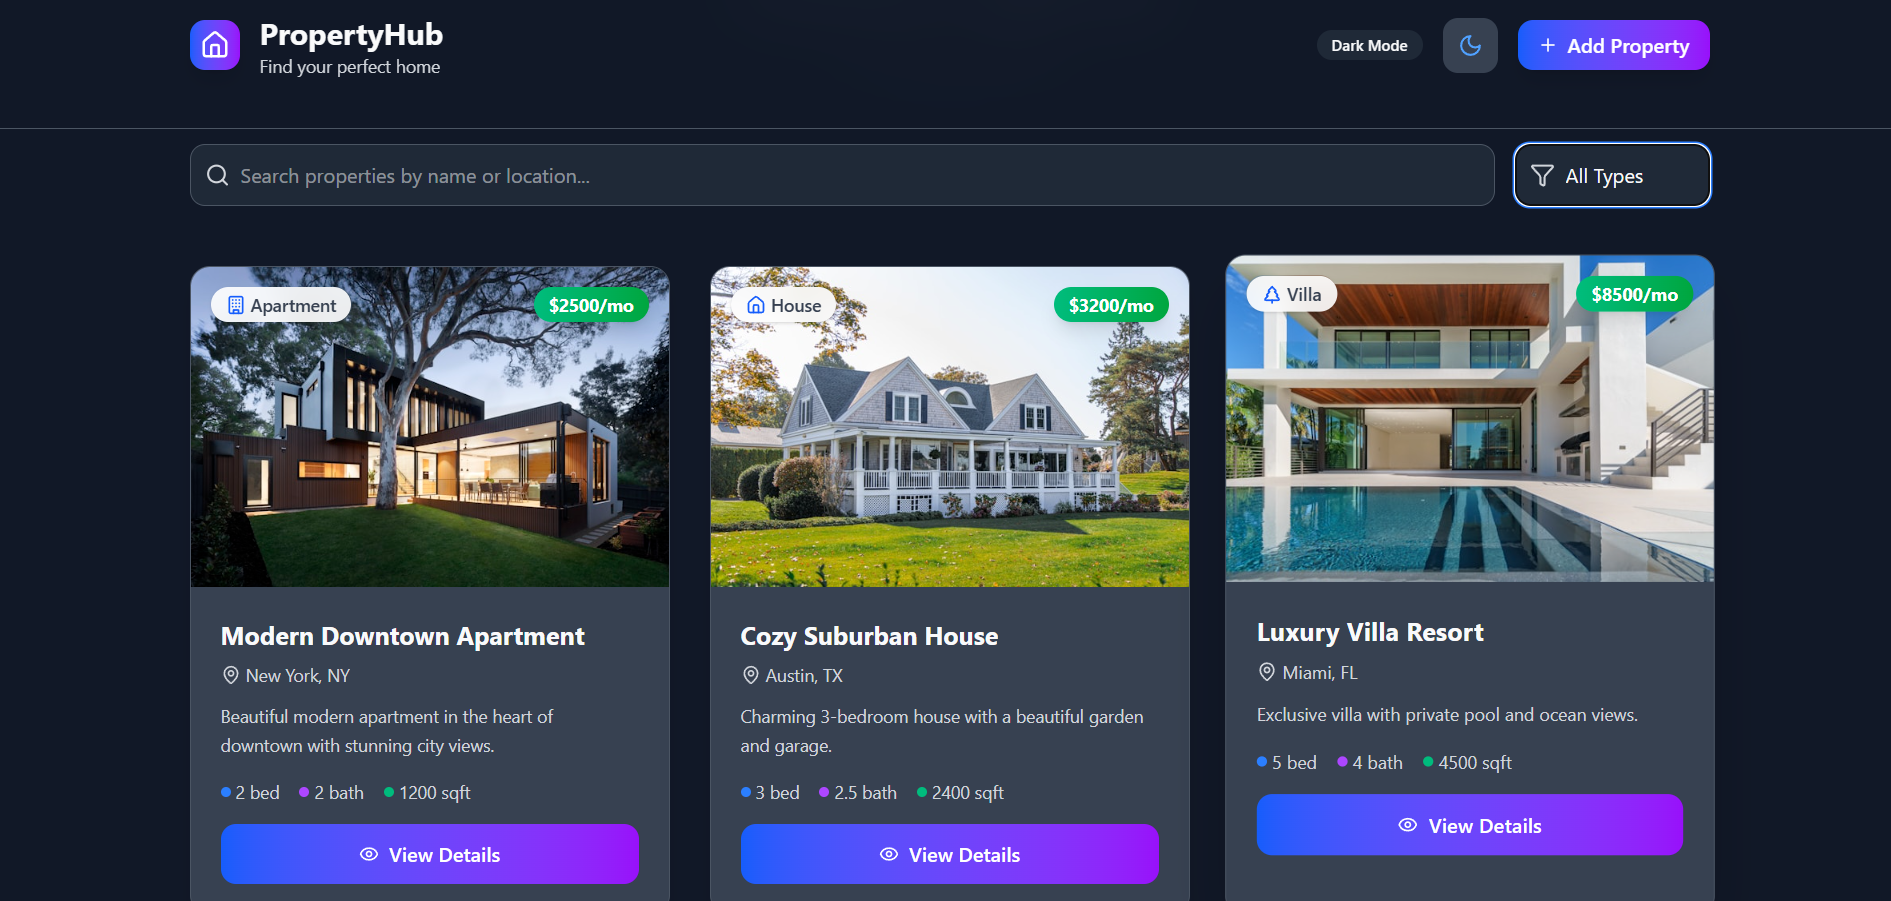 PropertyHub
Find your perfect home
Dark Mode
Add Property
Search properties by name or location...
All Types
Apartment
$2500/mo
Modern Downtown Apartment
New York, NY
Beautiful modern apartment in the heart of
downtown with stunning city views.
2 bed
2 bath
1200 sqft
View Details
House
$3200/mo
Cozy Suburban House
Austin, TX
Charming 3-bedroom house with a beautiful garden
and garage.
3 bed
2.5 bath
2400 sqft
View Details
Villa
$8500/mo
Luxury Villa Resort
Miami, FL
Exclusive villa with private pool and ocean views.
5 bed
4 bath
4500 sqft
View Details